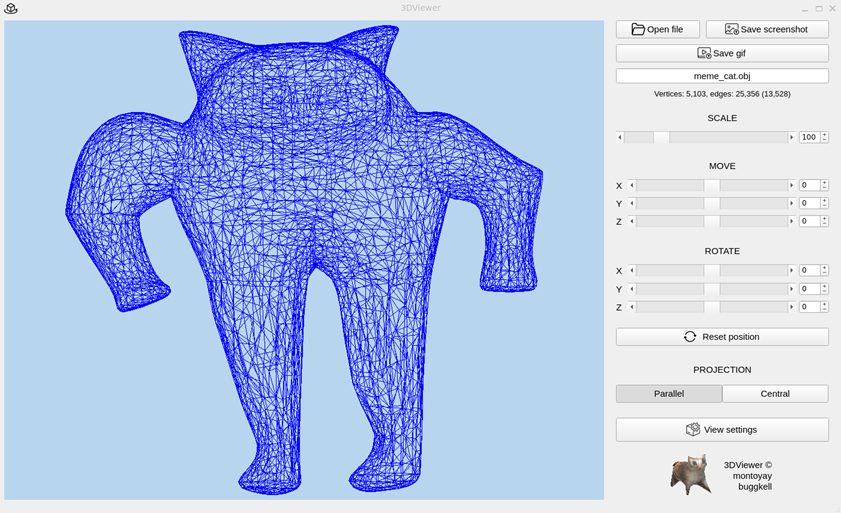 3DViewer
Open file
Save screenshot
Save gif
meme_cat.obj
Vertices: 5,103, edges: 25,356 (13,528)
SCALE
100
MOVE
X 0
Y 0
Z 0
ROTATE
X 0
Y 0
Z 0
Reset position
PROJECTION
Parallel
Central
View settings
3DViewer ©
montoyay
buggkell